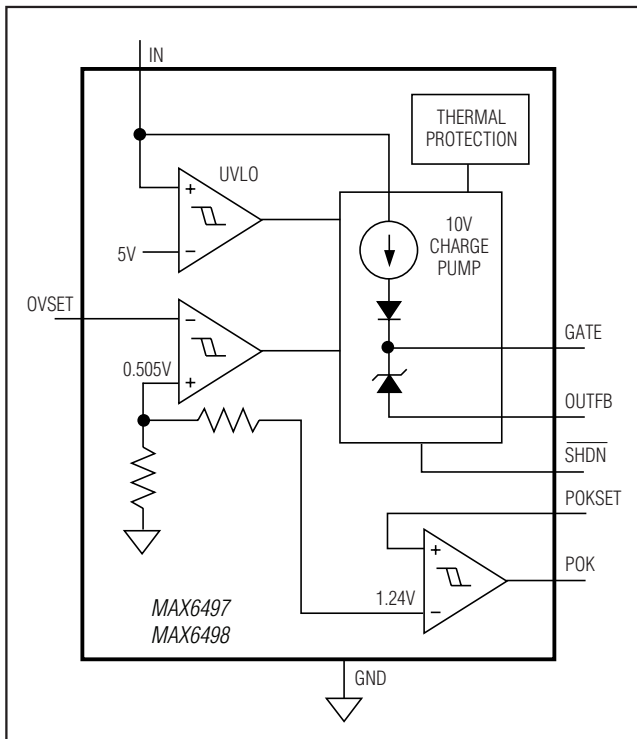 IN
THERMAL
PROTECTION
UVLO
+
−
5V
10V
CHARGE
PUMP
OVSET
−
0.505V
+
GATE
OUTFB
SHDN
POKSET
+
POK
1.24V
−
MAX6497
MAX6498
GND